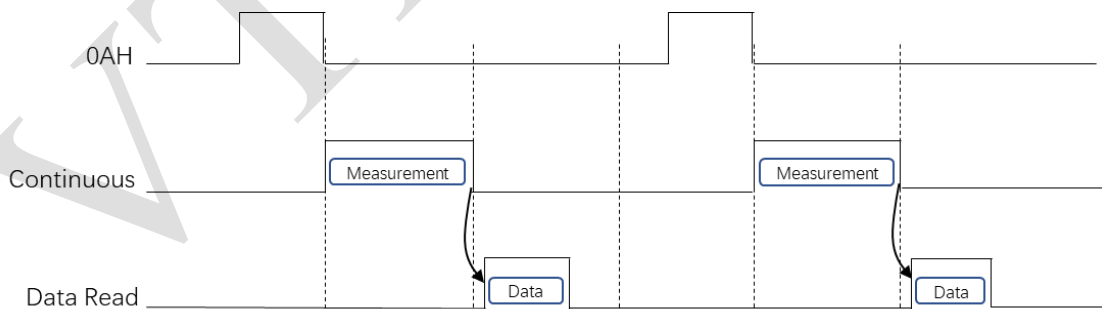 0AH
Continuous
Measurement
Measurement
Data Read
Data
Data